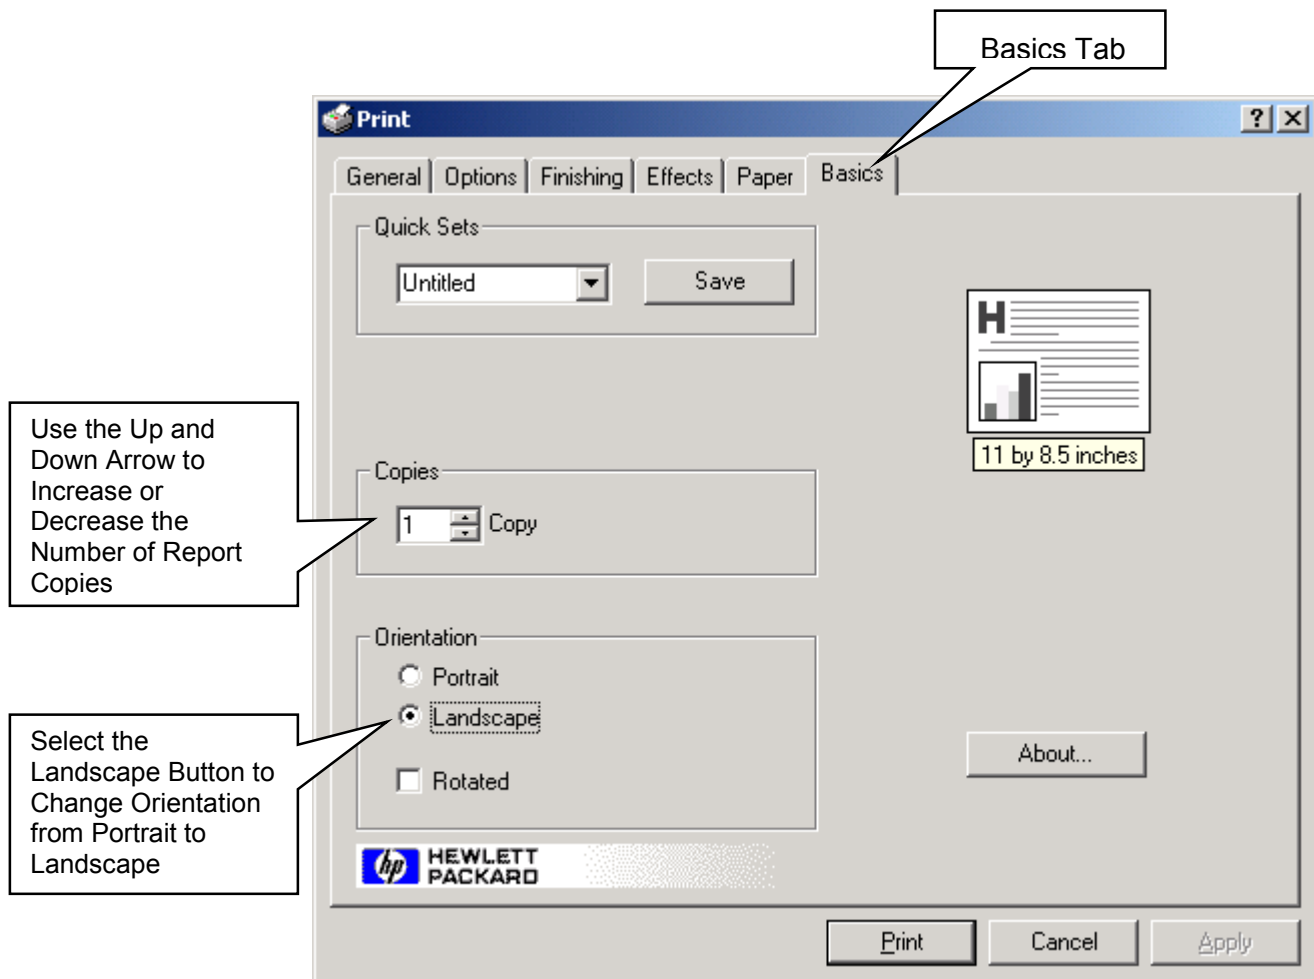 Basics Tab
Print
General Options Finishing Effects Paper Basics
Quick Sets
Untitled Save
H
11 by 8.5 inches
Use the Up and
Down Arrow to
Increase or
Decrease the
Number of Report
Copies
Copies
1 Copy
Orientation
Portrait
Landscape
Rotated
Select the
Landscape Button to
Change Orientation
from Portrait to
Landscape
About...
hp HEWLETT
PACKARD
Print Cancel Apply